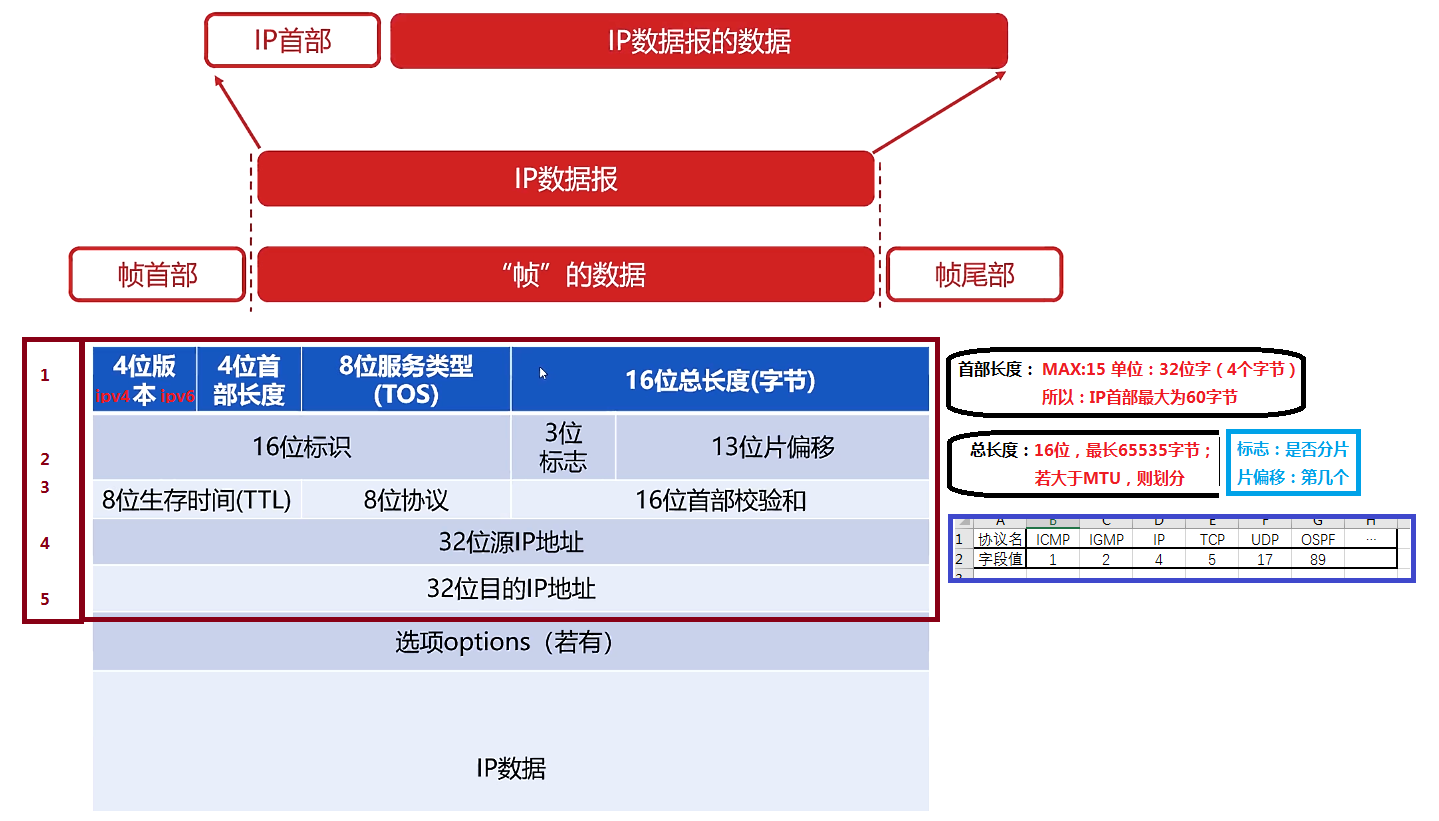 IP首部
IP数据报的数据
IP数据报
帧首部
“帧”的数据
帧尾部
1
4位版本
ipv4 ipv6
4位首部长度
8位服务类型
(TOS)
16位总长度(字节)
首部长度： MAX:15 单位：32位字（4个字节）
所以：IP首部最大为60字节
2
16位标识
3位
标志
13位片偏移
总长度：16位，最长65535字节；
若大于MTU，则划分
标志：是否分片
片偏移：第几个
3
8位生存时间(TTL)
8位协议
16位首部校验和
4
32位源IP地址
A B C D E F G H
1 协议名 ICMP IGMP IP TCP UDP OSPF ...
2 字段值 1 2 4 5 17 89
5
32位目的IP地址
选项options（若有）
IP数据